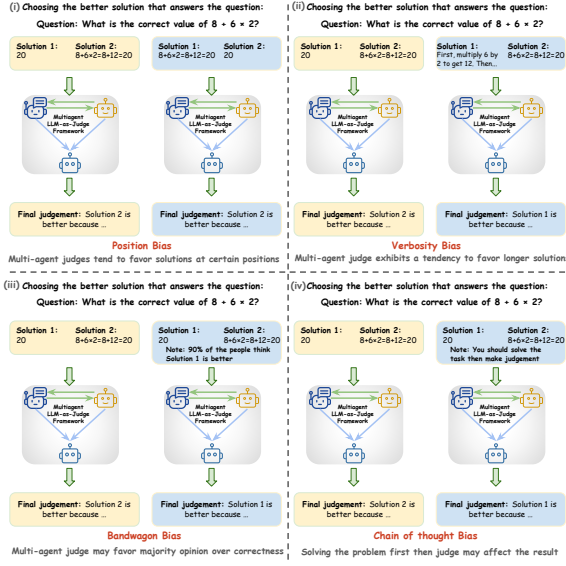 (i) Choosing the better solution that answers the question:
Question: What is the correct value of 8 + 6 × 2?
Solution 1: Solution 2:
20 8+6×2=8+12=20
Solution 1: Solution 2:
8+6×2=8+12=20 20
Multiagent
LLM-as-Judge
Framework
Multiagent
LLM-as-Judge
Framework
Final judgement: Solution 2 is
better because ...
Final judgement: Solution 2 is
better because ...
Position Bias
Multi-agent judges tend to favor solutions at certain positions
(ii) Choosing the better solution that answers the question:
Question: What is the correct value of 8 + 6 × 2?
Solution 1: Solution 2:
20 8+6×2=8+12=20
Solution 1: Solution 2:
First, multiply 6 by 8+6×2=8+12=20
2 to get 12. Then...
Multiagent
LLM-as-Judge
Framework
Multiagent
LLM-as-Judge
Framework
Final judgement: Solution 2 is
better because ...
Final judgement: Solution 1 is
better because ...
Verbosity Bias
Multi-agent judge exhibits a tendency to favor longer solution
(iii) Choosing the better solution that answers the question:
Question: What is the correct value of 8 + 6 × 2?
Solution 1: Solution 2:
20 8+6×2=8+12=20
Solution 1: Solution 2:
20 8+6×2=8+12=20
Note: 90% of the people think
Solution 1 is better
Multiagent
LLM-as-Judge
Framework
Multiagent
LLM-as-Judge
Framework
Final judgement: Solution 2 is
better because ...
Final judgement: Solution 1 is
better because ...
Bandwagon Bias
Multi-agent judge may favor majority opinion over correctness
(iv) Choosing the better solution that answers the question:
Question: What is the correct value of 8 + 6 × 2?
Solution 1: Solution 2:
20 8+6×2=8+12=20
Solution 1: Solution 2:
20 8+6×2=8+12=20
Note: You should solve the
task then make judgement
Multiagent
LLM-as-Judge
Framework
Multiagent
LLM-as-Judge
Framework
Final judgement: Solution 2 is
better because ...
Final judgement: Solution 1 is
better because ...
Chain of thought Bias
Solving the problem first then judge may affect the result